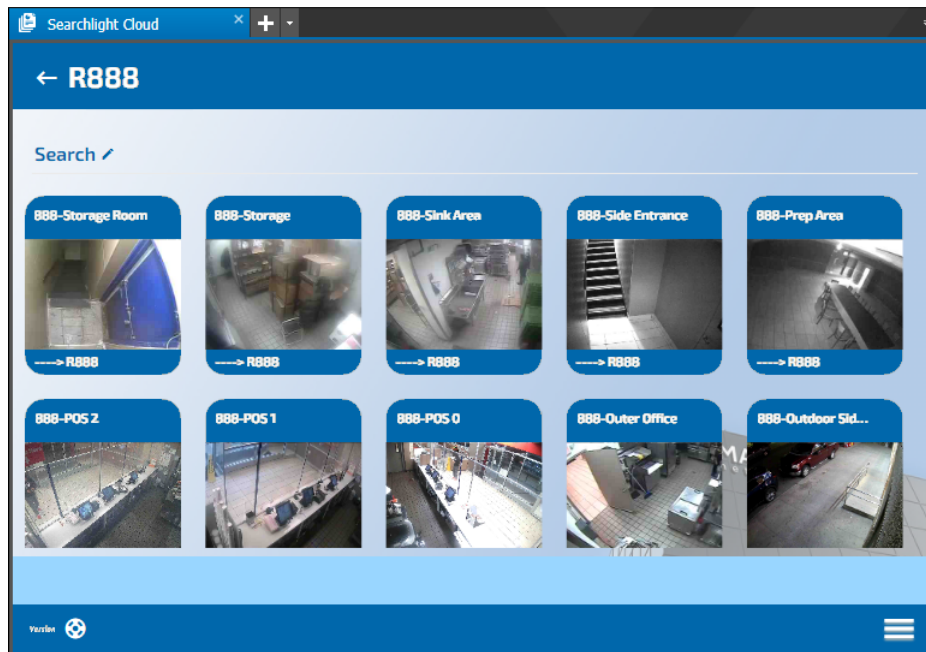 Searchlight Cloud
R888
Search
888-Storage Room
888-Storage
888-Sink Area
888-Side Entrance
888-Prep Area
----> R888
----> R888
----> R888
----> R888
----> R888
888-POS 2
888-POS 1
888-POS 0
888-Outer Office
888-Outdoor Sid...
MA
Version